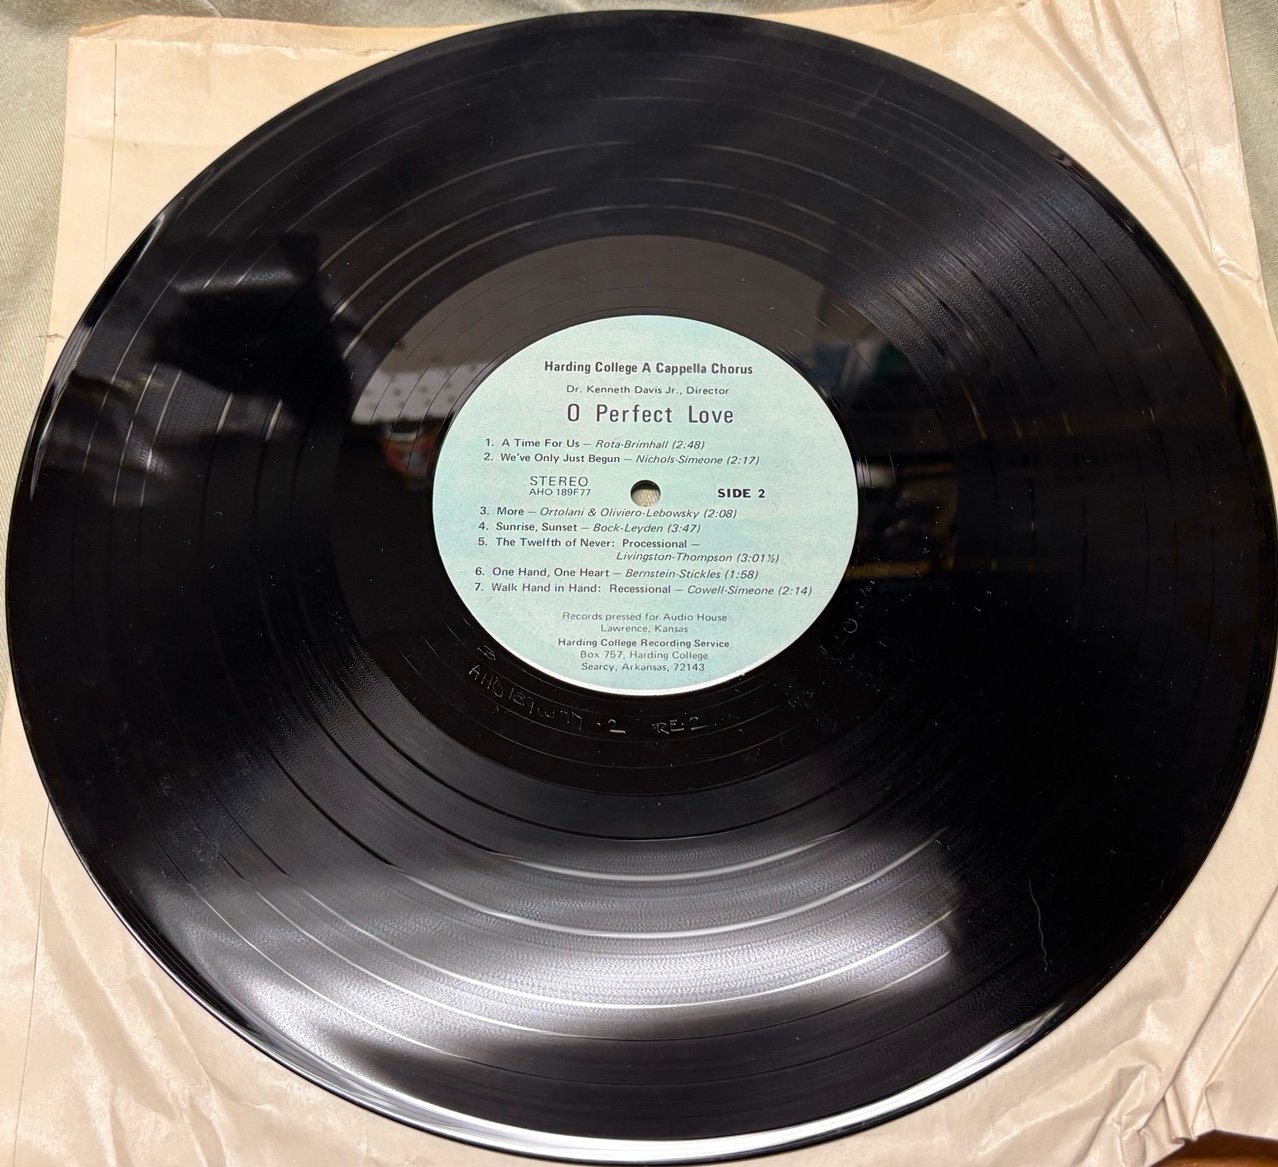 Harding College A Cappella Chorus
Dr. Kenneth Davis Jr., Director
O Perfect Love
1. A Time For Us — Rota-Brimhall (2:48)
2. We've Only Just Begun — Nichols-Simeone (2:17)
STEREO
AHO 189F77
SIDE 2
3. More — Ortolani & Oliviero-Lebowsky (2:08)
4. Sunrise, Sunset — Bock-Leyden (3:47)
5. The Twelfth of Never: Processional —
Livingston-Thompson (3:01½)
6. One Hand, One Heart — Bernstein-Stickles (1:58)
7. Walk Hand in Hand: Recessional — Cowell-Simeone (2:14)
Records pressed for Audio House
Lawrence, Kansas
Harding College Recording Service
Box 757, Harding College
Searcy, Arkansas, 72143
-2 RE-2